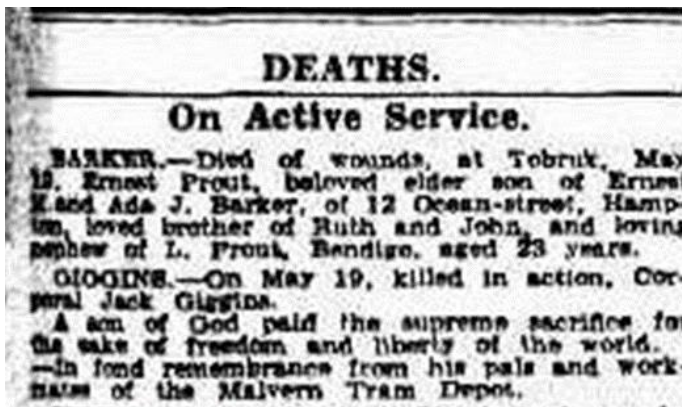 DEATHS.
On Active Service.
BARKER.—Died of wounds, at Tobruk, May
Ernest Prout, beloved elder son of Ernest
and Ada J. Barker, of 12 Ocean-street, Hamp-
ton, loved brother of Ruth and John, and loving
nephew of L. Prout, Bendigo, aged 23 years.
GIGGINS.—On May 19, killed in action, Cor-
poral Jack Giggins.
A son of God paid the supreme sacrifice for
the sake of freedom and liberty of the world.
—In fond remembrance from his pals and work-
mates of the Malvern Tram Depot.